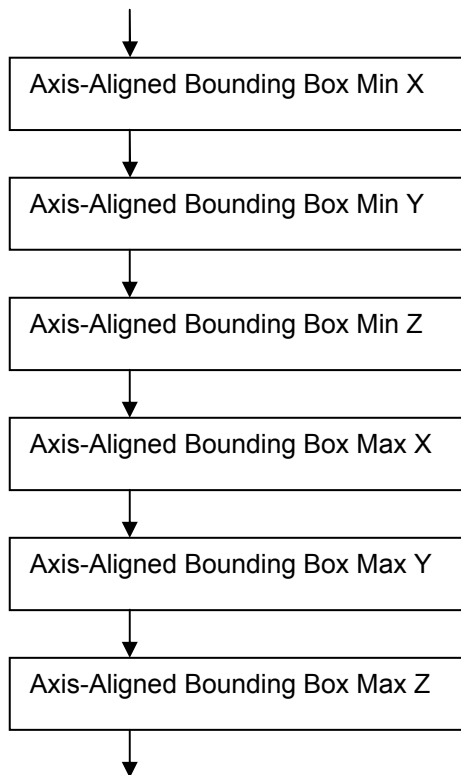 Axis-Aligned Bounding Box Min X
Axis-Aligned Bounding Box Min Y
Axis-Aligned Bounding Box Min Z
Axis-Aligned Bounding Box Max X
Axis-Aligned Bounding Box Max Y
Axis-Aligned Bounding Box Max Z